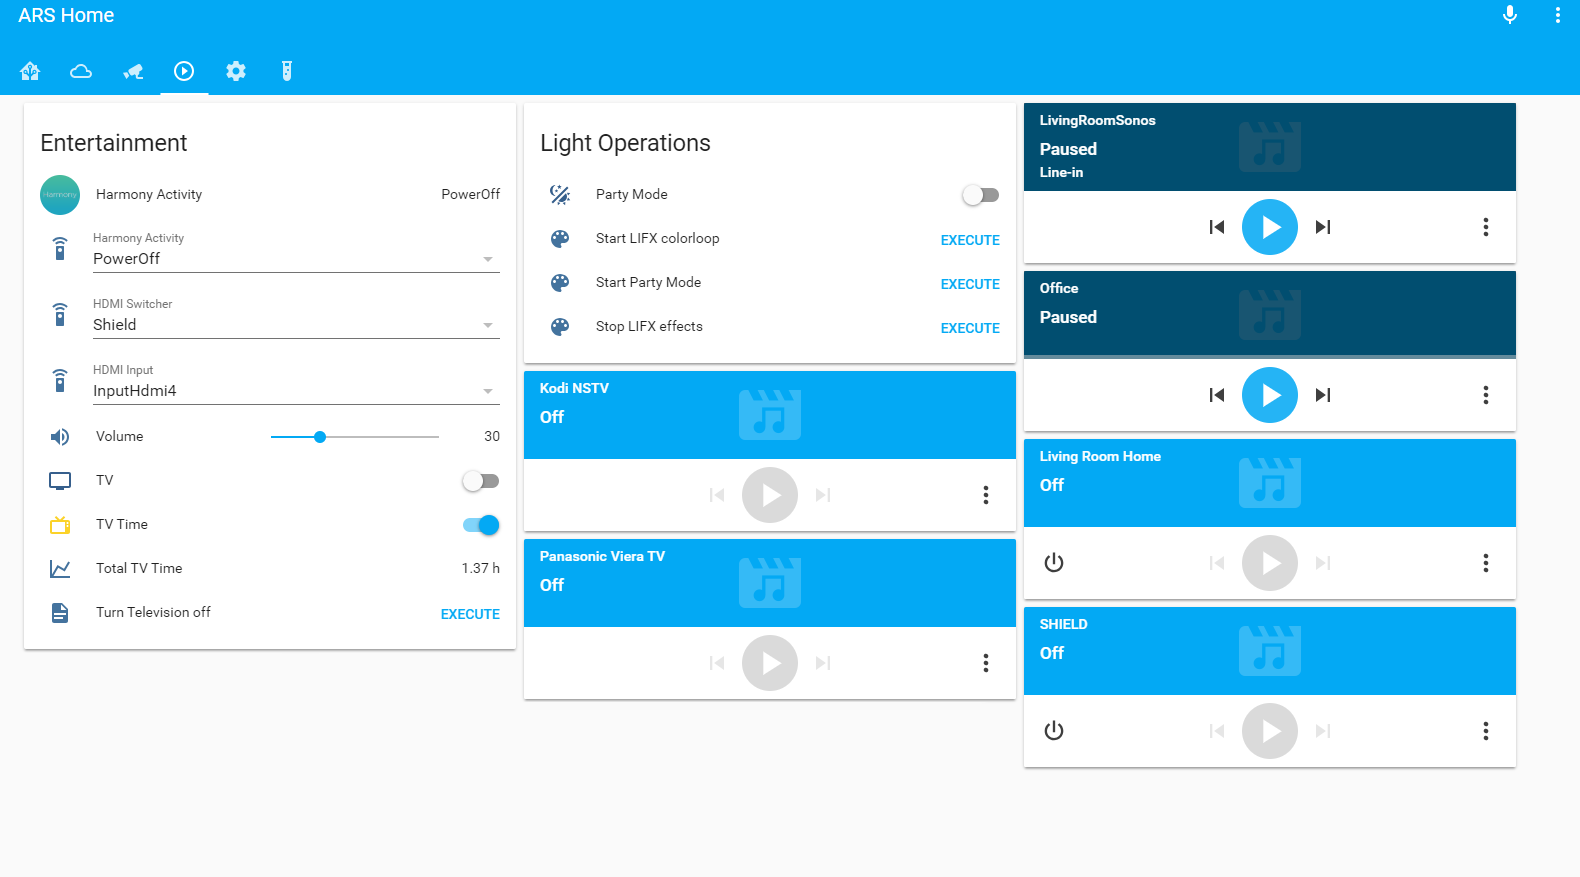 ARS Home
Entertainment
Harmony
Harmony Activity
PowerOff
Harmony Activity
PowerOff
HDMI Switcher
Shield
HDMI Input
InputHdmi4
Volume
30
TV
TV Time
Total TV Time
1.37 h
Turn Television off
EXECUTE
Light Operations
Party Mode
Start LIFX colorloop
EXECUTE
Start Party Mode
EXECUTE
Stop LIFX effects
EXECUTE
Kodi NSTV
Off
Panasonic Viera TV
Off
LivingRoomSonos
Paused
Line-in
Office
Paused
Living Room Home
Off
SHIELD
Off